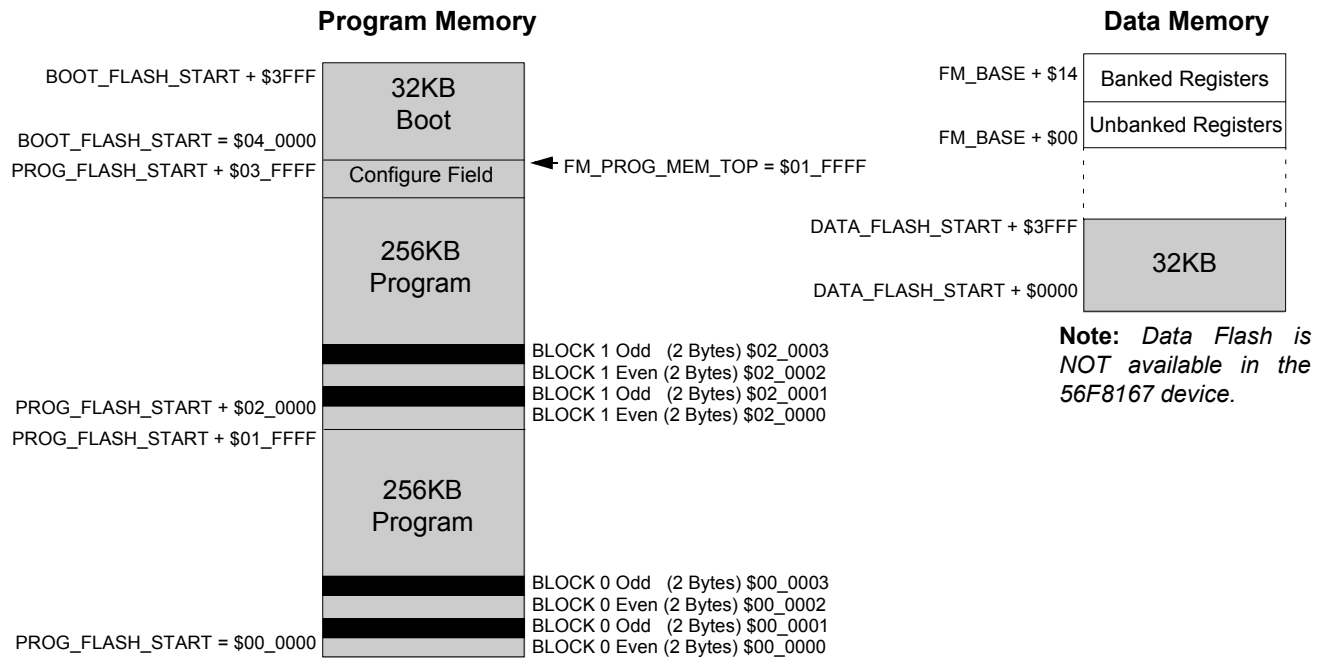 Program Memory
BOOT_FLASH_START + $3FFF
32KB
Boot
BOOT_FLASH_START = $04_0000
PROG_FLASH_START + $03_FFFF
FM_PROG_MEM_TOP = $01_FFFF
Configure Field
256KB
Program
BLOCK 1 Odd (2 Bytes) $02_0003
BLOCK 1 Even (2 Bytes) $02_0002
BLOCK 1 Odd (2 Bytes) $02_0001
PROG_FLASH_START + $02_0000
BLOCK 1 Even (2 Bytes) $02_0000
PROG_FLASH_START + $01_FFFF
256KB
Program
BLOCK 0 Odd (2 Bytes) $00_0003
BLOCK 0 Even (2 Bytes) $00_0002
BLOCK 0 Odd (2 Bytes) $00_0001
PROG_FLASH_START = $00_0000
BLOCK 0 Even (2 Bytes) $00_0000
Data Memory
FM_BASE + $14
Banked Registers
Unbanked Registers
FM_BASE + $00
DATA_FLASH_START + $3FFF
32KB
DATA_FLASH_START + $0000
Note: Data Flash is
NOT available in the
56F8167 device.